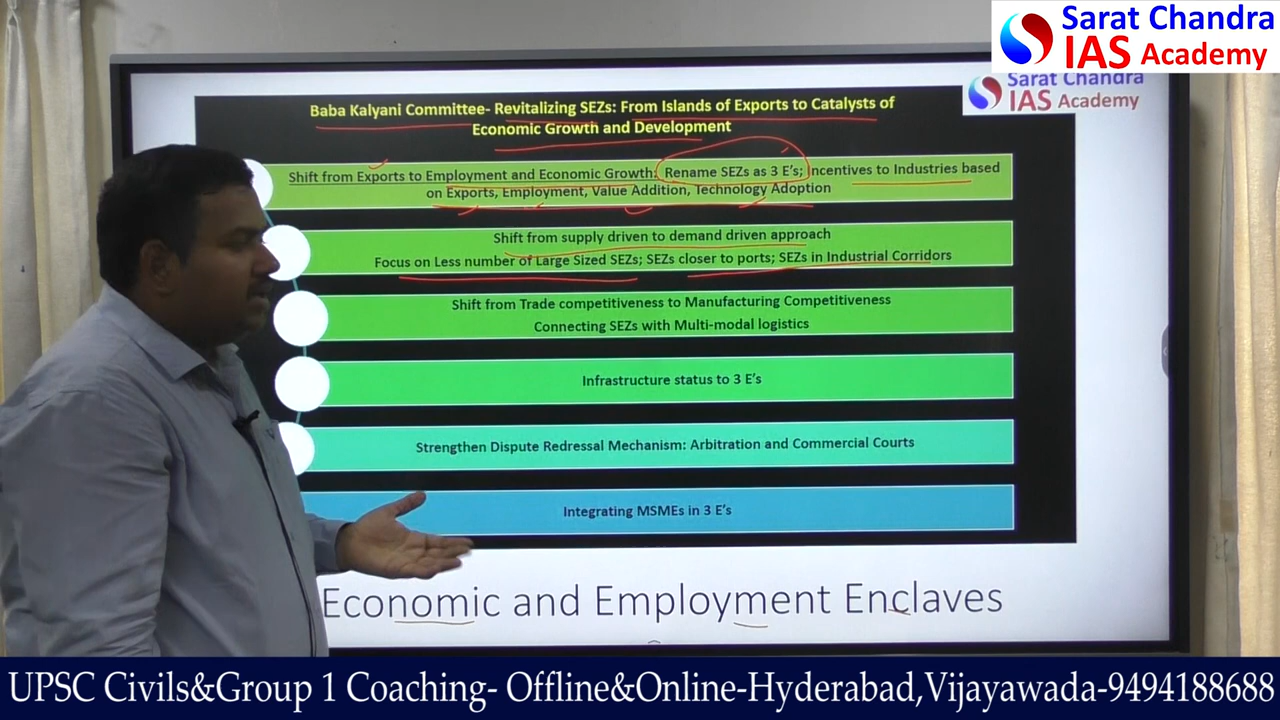 Sarat Chandra
IAS Academy
Sarat Chandra
IAS Academy
Baba Kalyani Committee- Revitalizing SEZs: From Islands of Exports to Catalysts of
Economic Growth and Development
Shift from Exports to Employment and Economic Growth: Rename SEZs as 3 E's; Incentives to Industries based
on Exports, Employment, Value Addition, Technology Adoption
Shift from supply driven to demand driven approach
Focus on Less number of Large Sized SEZs; SEZs closer to ports; SEZs in Industrial Corridors
Shift from Trade competitiveness to Manufacturing Competitiveness
Connecting SEZs with Multi-modal logistics
Infrastructure status to 3 E's
Strengthen Dispute Redressal Mechanism: Arbitration and Commercial Courts
Integrating MSMEs in 3 E's
Economic and Employment Enclaves
UPSC Civils&Group 1 Coaching- Offline&Online-Hyderabad,Vijayawada-9494188688